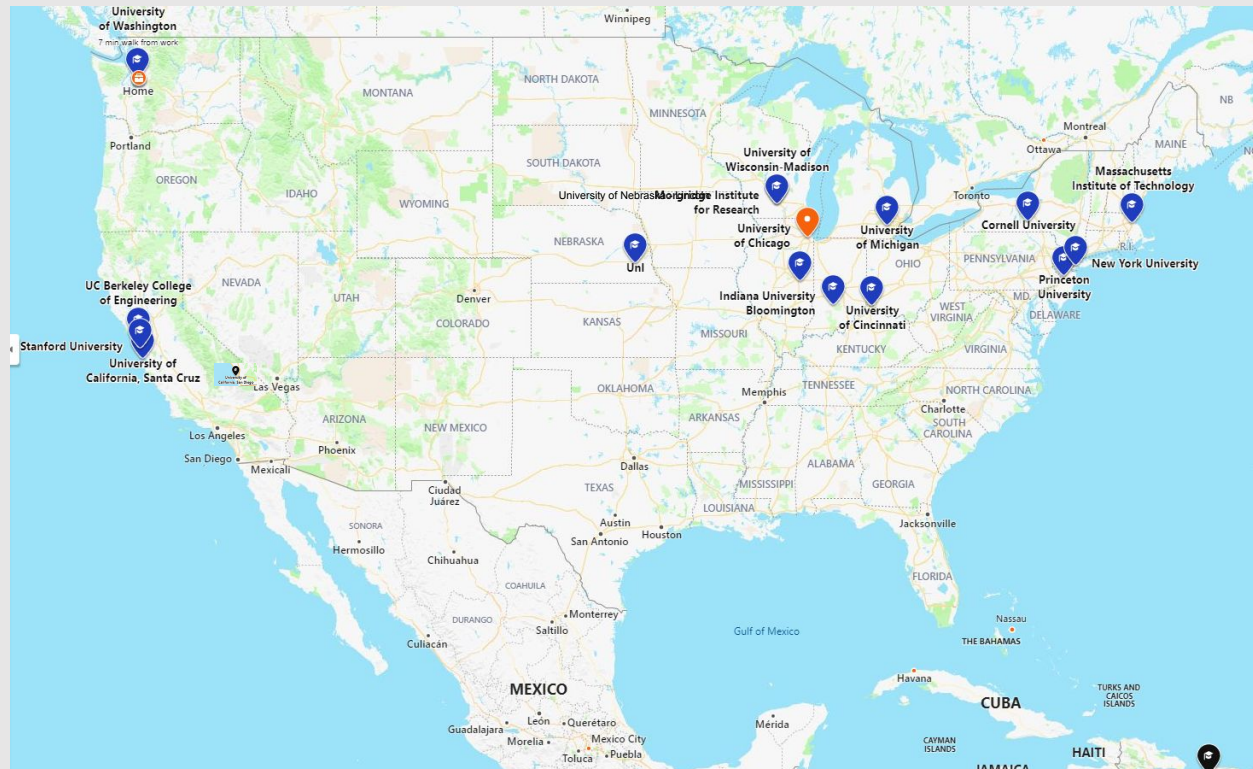 University
of Washington
7 min walk from work
Home
Winnipeg
NORTH DAKOTA
MONTANA
MINNESOTA
NB
Portland
Montreal
Ottawa
MAINE
OREGON
IDAHO
WYOMING
SOUTH DAKOTA
University of
Wisconsin-Madison
Toronto
Massachusetts
Institute of Technology
Morgridge Institute
for Research
University
of Chicago
University
of Michigan
Cornell University
NEBRASKA
Unl
OHIO
PENNSYLVANIA
R.I.
New York University
Princeton
University
UC Berkeley College
of Engineering
NEVADA
UTAH
Denver
COLORADO
KANSAS
MISSOURI
Indiana University
Bloomington
University
of Cincinnati
WEST
VIRGINIA
MD.
DELAWARE
Stanford University
University of
California, Santa Cruz
KENTUCKY
VIRGINIA
University of
California, San Diego
Las Vegas
OKLAHOMA
Memphis
TENNESSEE
NORTH CAROLINA
Charlotte
SOUTH
CAROLINA
ARKANSAS
ARIZONA
NEW MEXICO
Los Angeles
Phoenix
San Diego
Mexicali
Dallas
TEXAS
MISSISSIPPI
ALABAMA
GEORGIA
LOUISIANA
Ciudad
Juárez
Austin
San Antonio
Houston
Jacksonville
SONORA
Hermosillo
Chihuahua
COAHUILA
FLORIDA
DURANGO
Monterrey
Saltillo
Culiacán
Gulf of Mexico
Nassau
THE BAHAMAS
Havana
MEXICO
CUBA
TURKS AND
CAICOS
ISLANDS
Guadalajara
León
Querétaro
Mérida
Morelia
Mexico City
Toluca
Puebla
CAYMAN
ISLANDS
HAITI
JAMAICA